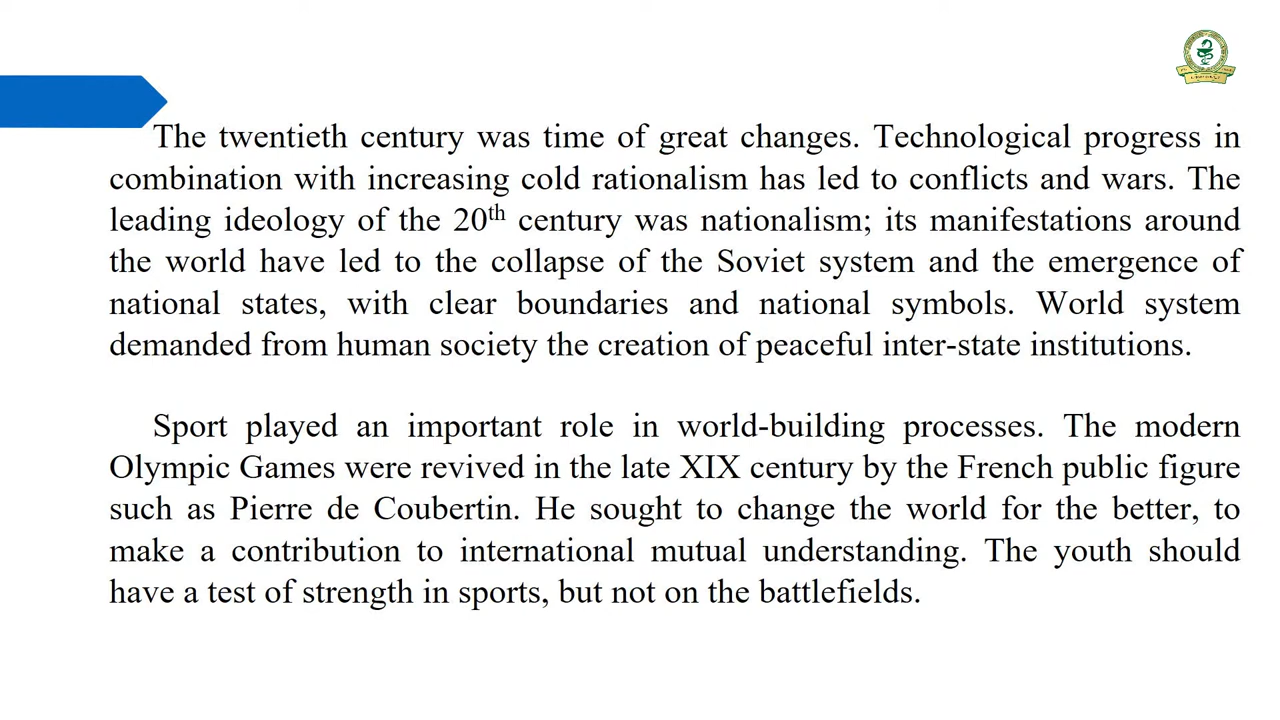 The twentieth century was time of great changes. Technological progress in
combination with increasing cold rationalism has led to conflicts and wars. The
leading ideology of the 20th century was nationalism; its manifestations around
the world have led to the collapse of the Soviet system and the emergence of
national states, with clear boundaries and national symbols. World system
demanded from human society the creation of peaceful inter-state institutions.
Sport played an important role in world-building processes. The modern
Olympic Games were revived in the late XIX century by the French public figure
such as Pierre de Coubertin. He sought to change the world for the better, to
make a contribution to international mutual understanding. The youth should
have a test of strength in sports, but not on the battlefields.